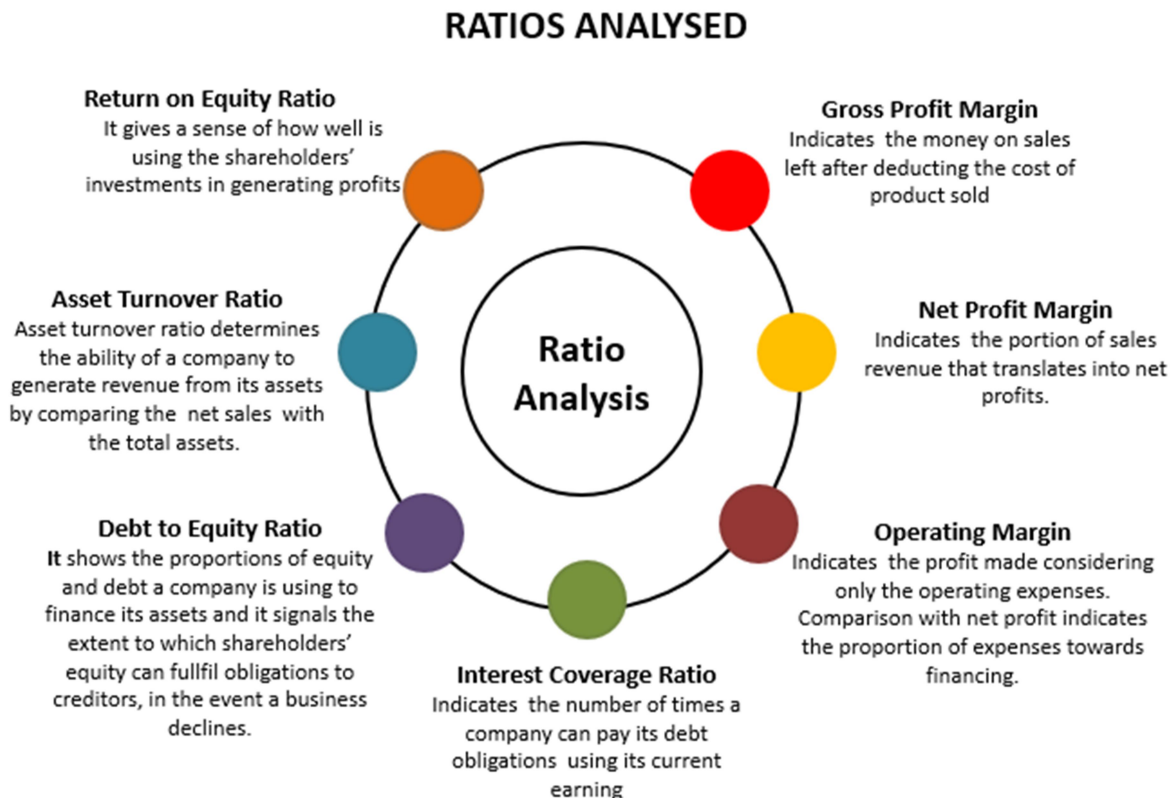 RATIOS ANALYSED
Return on Equity Ratio
It gives a sense of how well is
using the shareholders’
investments in generating profits
Gross Profit Margin
Indicates the money on sales
left after deducting the cost of
product sold
Asset Turnover Ratio
Asset turnover ratio determines
the ability of a company to
generate revenue from its assets
by comparing the net sales with
the total assets.
Ratio
Analysis
Net Profit Margin
Indicates the portion of sales
revenue that translates into net
profits.
Debt to Equity Ratio
It shows the proportions of equity
and debt a company is using to
finance its assets and it signals the
extent to which shareholders’
equity can fullfil obligations to
creditors, in the event a business
declines.
Operating Margin
Indicates the profit made considering
only the operating expenses.
Comparison with net profit indicates
the proportion of expenses towards
financing.
Interest Coverage Ratio
Indicates the number of times a
company can pay its debt
obligations using its current
earning